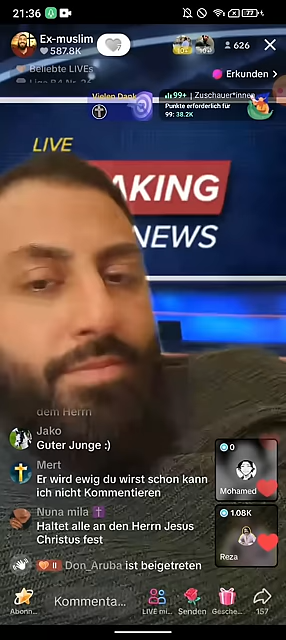 21:36
77
Ex-muslim
587.8K
626
Beliebte LIVEs
Erkunden >
Vielen Dank
99+ | Zuschauer*innen
Punkte erforderlich für
99: 38.2K
LIVE
AKING
NEWS
dem Herrn
Jako
Guter Junge :)
Mert
Er wird ewig du wirst schon kann
ich nicht Kommentieren
Nuna mila
Haltet alle an den Herrn Jesus
Christus fest
Don_Aruba ist beigetreten
0
Mohamed
1.08K
Reza
Abonn...
Kommenta...
LIVE mi...
Senden
Gesche...
157